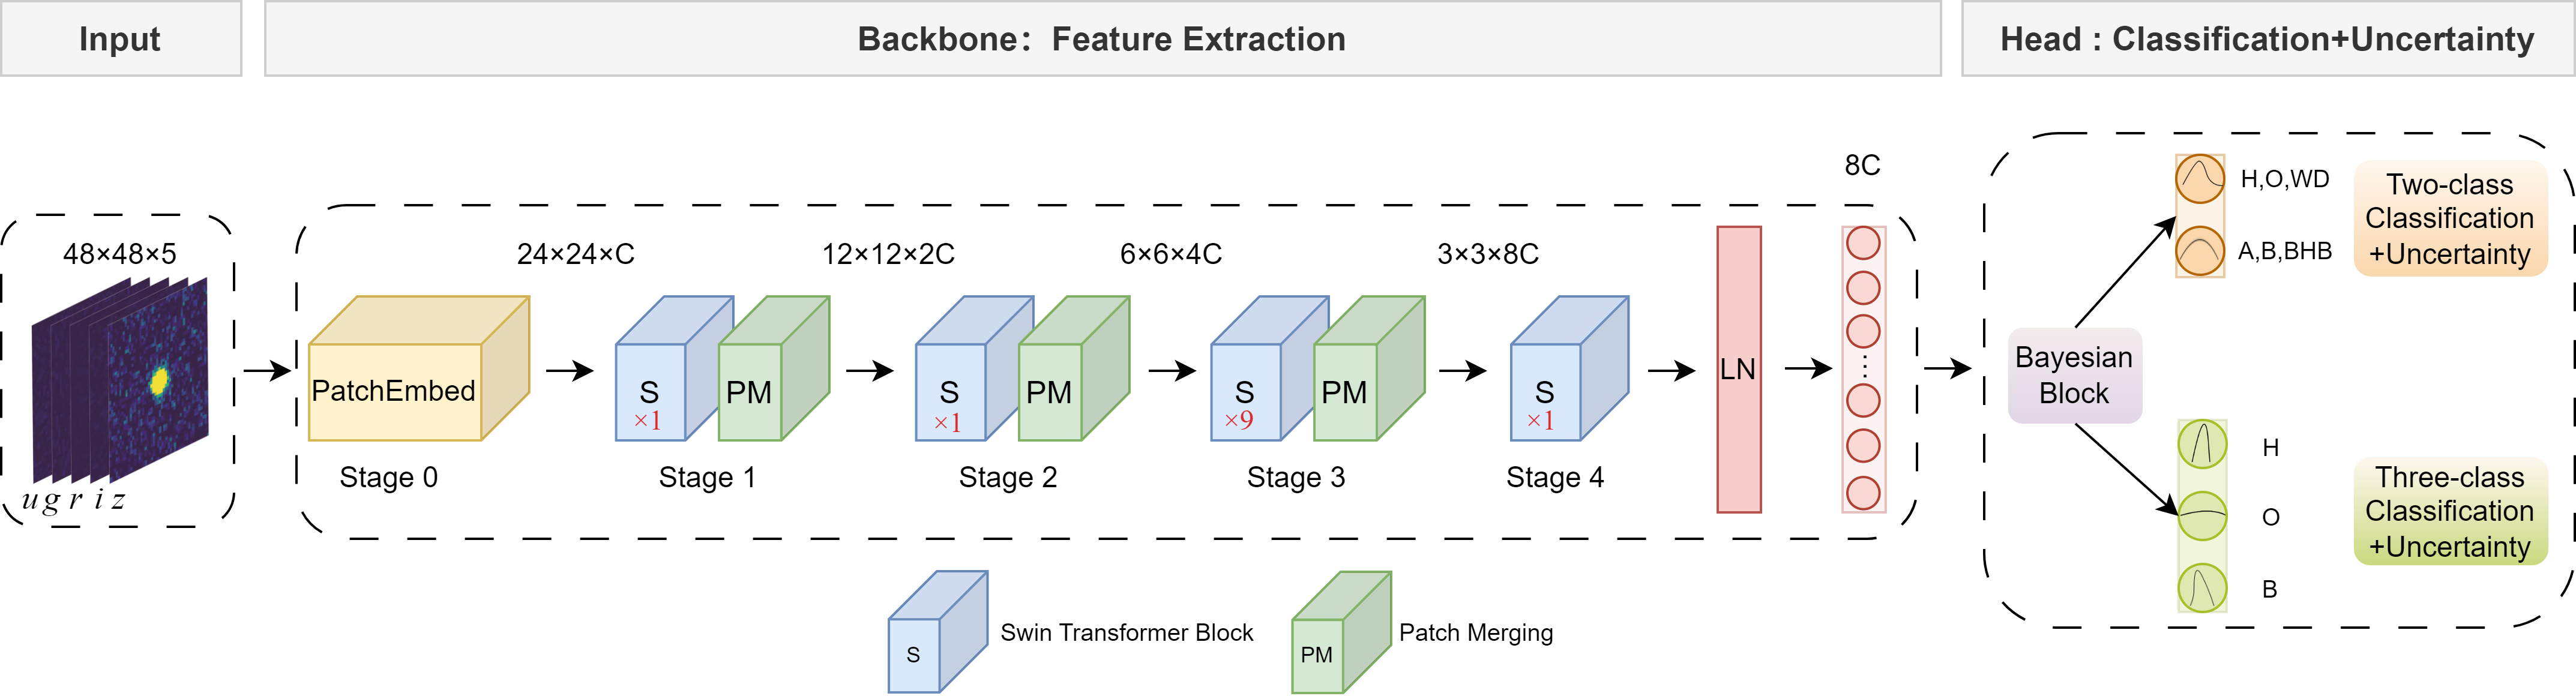 Input
Backbone： Feature Extraction
Head : Classification+Uncertainty
48×48×5
u g r i z
24×24×C
12×12×2C
6×6×4C
3×3×8C
8C
PatchEmbed
S
×1
PM
S
×1
PM
S
×9
PM
S
×1
LN
Stage 0
Stage 1
Stage 2
Stage 3
Stage 4
Bayesian
Block
H,O,WD
A,B,BHB
Two-class
Classification
+Uncertainty
H
O
B
Three-class
Classification
+Uncertainty
S
Swin Transformer Block
PM
Patch Merging